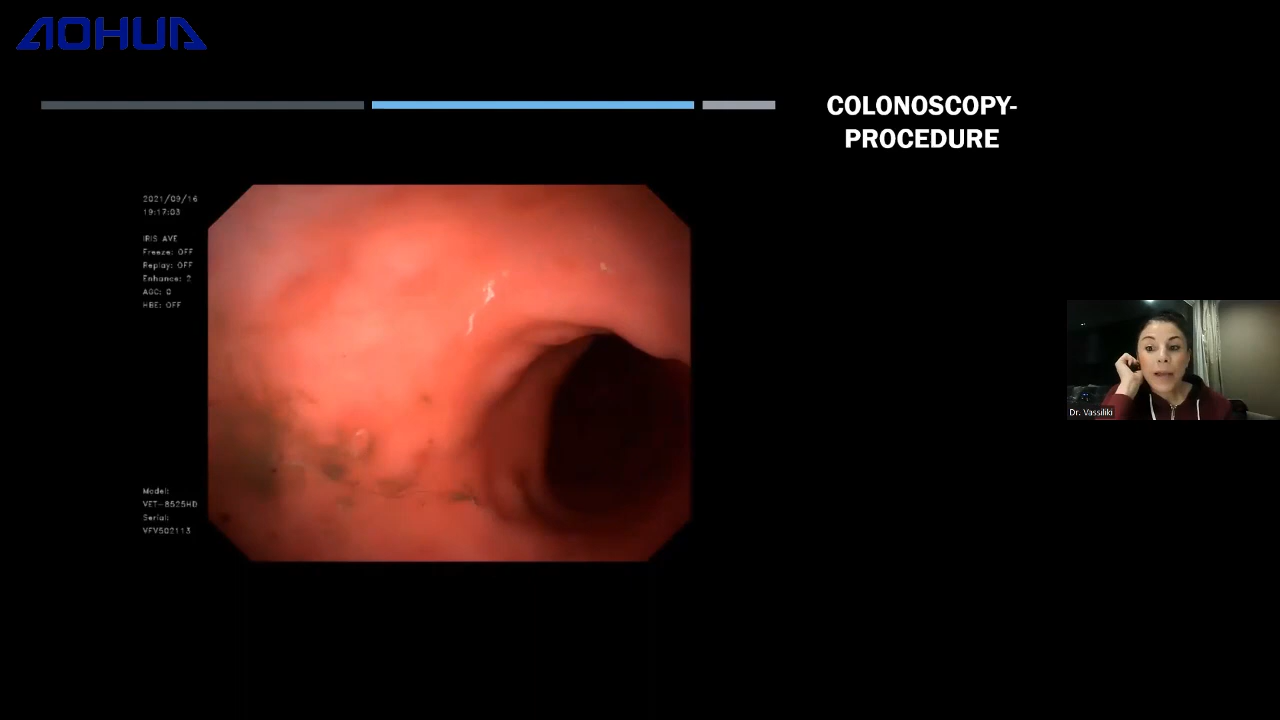 AOHUA
COLONOSCOPY-
PROCEDURE
2021/09/16
19:17:03
IRIS AVE
Freeze: OFF
Replay: OFF
Enhance: 2
AGC: 0
HBE: OFF
Model:
VET-8525HD
Serial:
VFV502113
Dr. Vassiliki